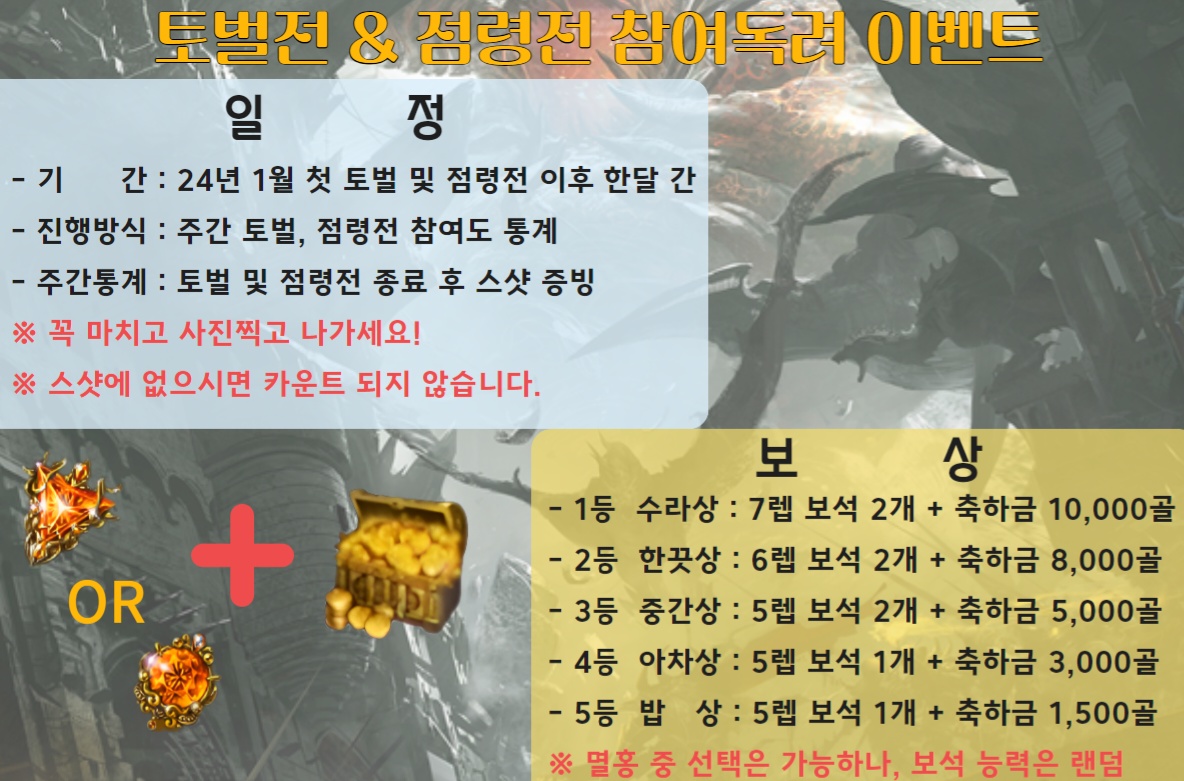 토벌전 & 점령전 참여독려 이벤트
일 정
- 기 간 : 24년 1월 첫 토벌 및 점령전 이후 한달 간
- 진행방식 : 주간 토벌, 점령전 참여도 통계
- 주간통계 : 토벌 및 점령전 종료 후 스샷 증빙
※ 꼭 마치고 사진찍고 나가세요!
※ 스샷에 없으시면 카운트 되지 않습니다.
OR
보 상
- 1등 수라상 : 7렙 보석 2개 + 축하금 10,000골
- 2등 한끗상 : 6렙 보석 2개 + 축하금 8,000골
- 3등 중간상 : 5렙 보석 2개 + 축하금 5,000골
- 4등 아차상 : 5렙 보석 1개 + 축하금 3,000골
- 5등 밥 상 : 5렙 보석 1개 + 축하금 1,500골
※ 멸홍 중 선택은 가능하나, 보석 능력은 랜덤